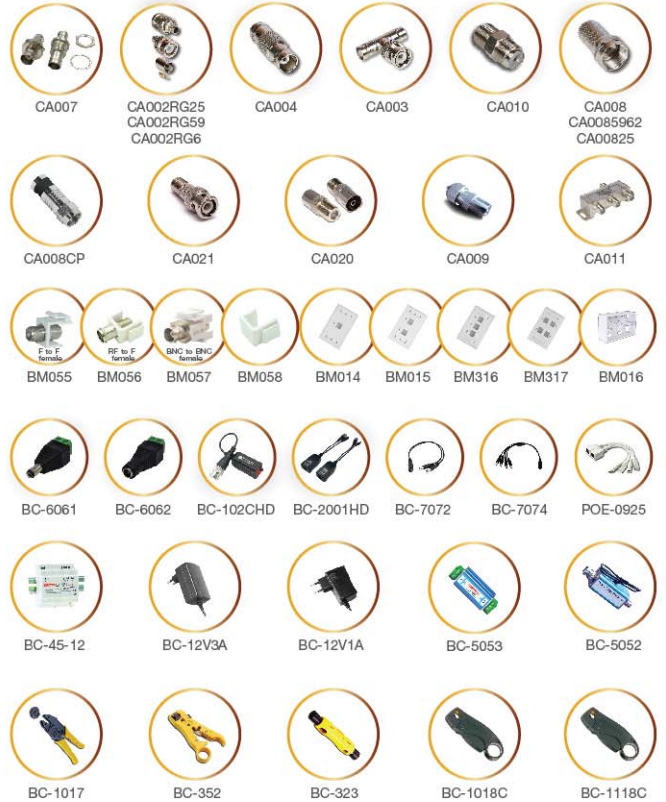 CA007
CA002RG25
CA002RG59
CA002RG6
CA004
CA003
CA010
CA008
CA0085962
CA00825
CA008CP
CA021
CA020
CA009
CA011
F to F
female
RF to F
female
BNC to BNC
female
BM055
BM056
BM057
BM058
BM014
BM015
BM316
BM317
BM016
BC-6061
BC-6062
BC-102CHD
BC-2001HD
BC-7072
BC-7074
POE-0925
BC-45-12
BC-12V3A
BC-12V1A
BC-5053
BC-5052
BC-1017
BC-352
BC-323
BC-1018C
BC-1118C